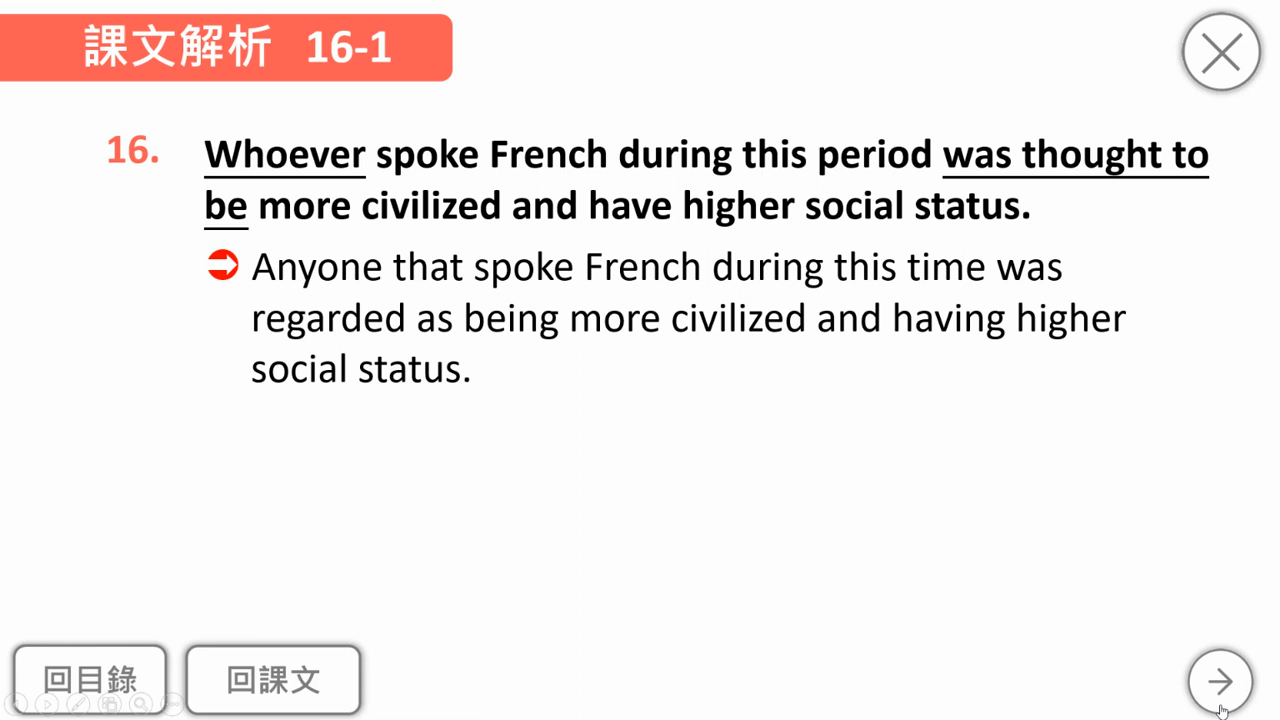 課文解析 16-1
16. Whoever spoke French during this period was thought to
be more civilized and have higher social status.
Anyone that spoke French during this time was
regarded as being more civilized and having higher
social status.
回目錄 回課文